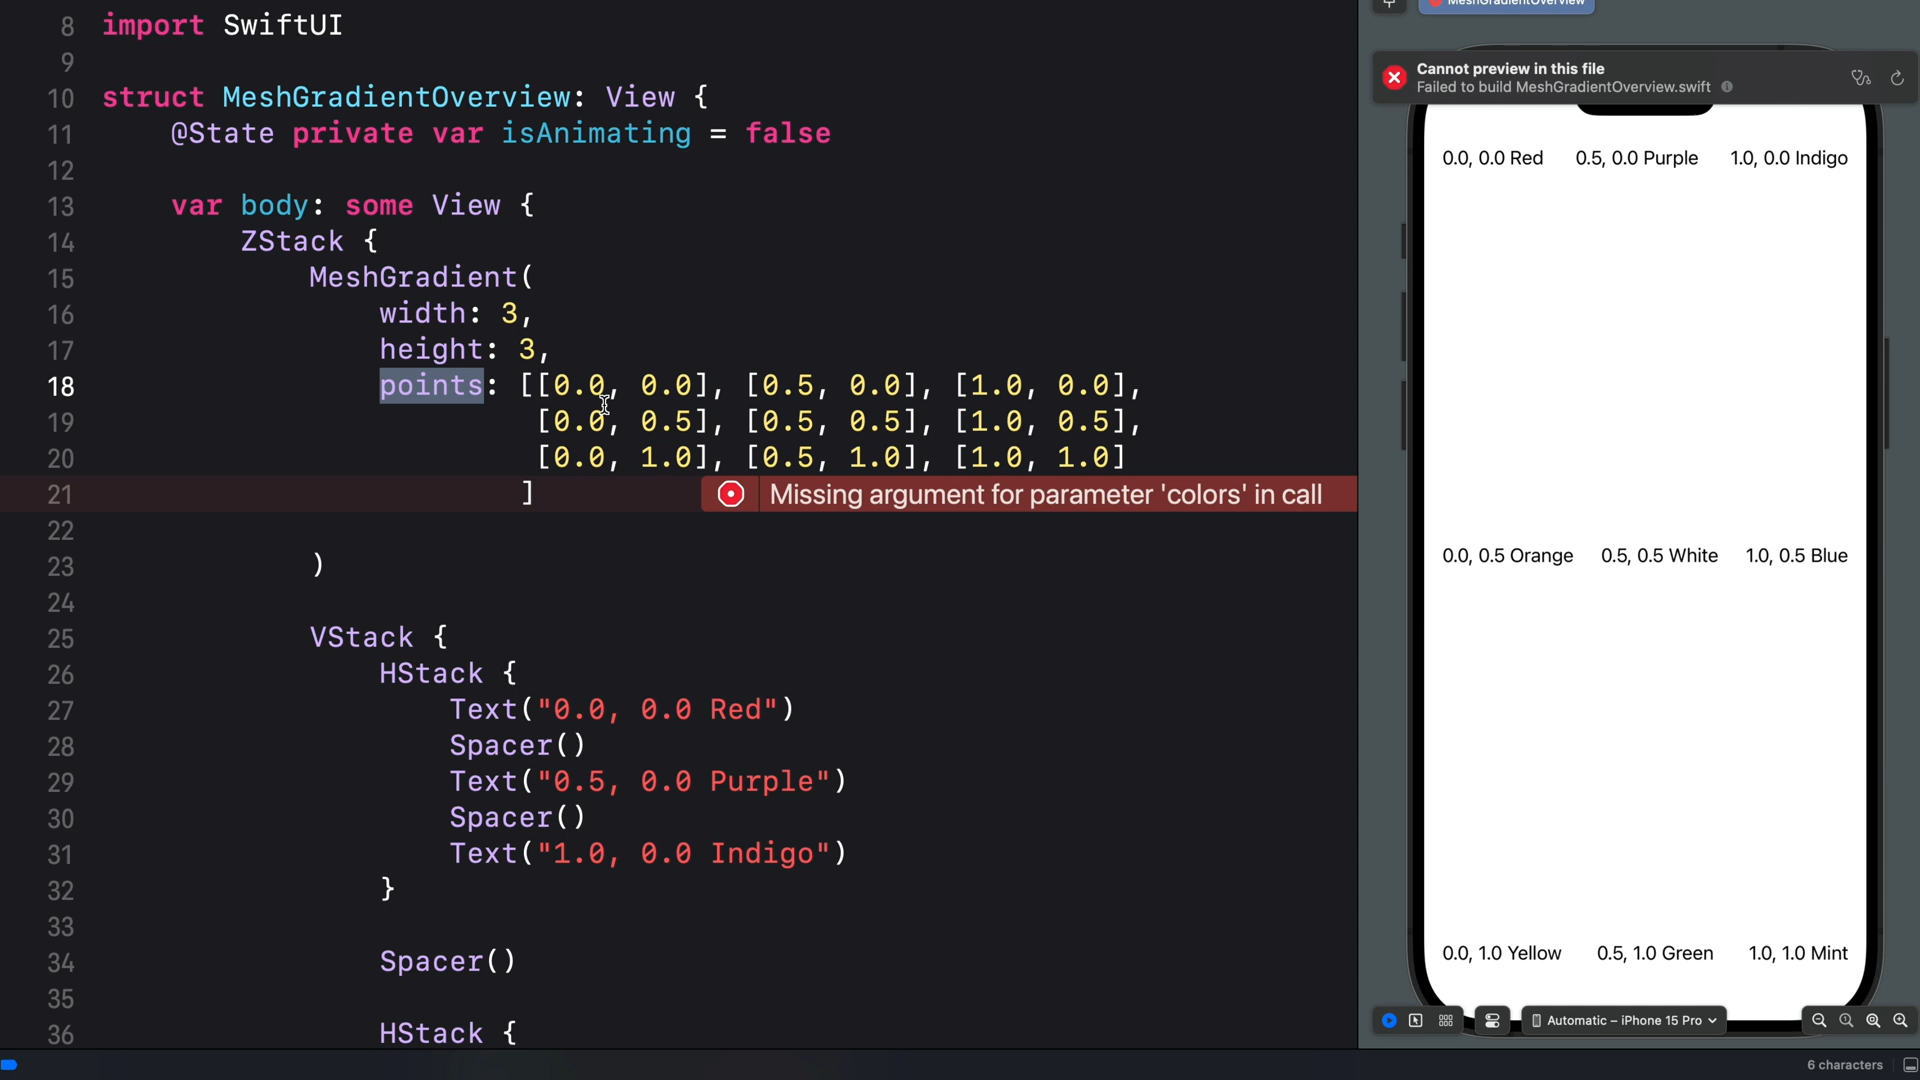 8 import SwiftUI
9
10 struct MeshGradientOverview: View {
11 @State private var isAnimating = false
12
13 var body: some View {
14 ZStack {
15 MeshGradient(
16 width: 3,
17 height: 3,
18 points: [[0.0, 0.0], [0.5, 0.0], [1.0, 0.0],
19 [0.0, 0.5], [0.5, 0.5], [1.0, 0.5],
20 [0.0, 1.0], [0.5, 1.0], [1.0, 1.0]
21 ] Missing argument for parameter 'colors' in call
22
23 )
24
25 VStack {
26 HStack {
27 Text("0.0, 0.0 Red")
28 Spacer()
29 Text("0.5, 0.0 Purple")
30 Spacer()
31 Text("1.0, 0.0 Indigo")
32 }
33
34 Spacer()
35
36 HStack {
MeshGradientOverview
Cannot preview in this file
Failed to build MeshGradientOverview.swift
0.0, 0.0 Red 0.5, 0.0 Purple 1.0, 0.0 Indigo
0.0, 0.5 Orange 0.5, 0.5 White 1.0, 0.5 Blue
0.0, 1.0 Yellow 0.5, 1.0 Green 1.0, 1.0 Mint
Automatic – iPhone 15 Pro
6 characters